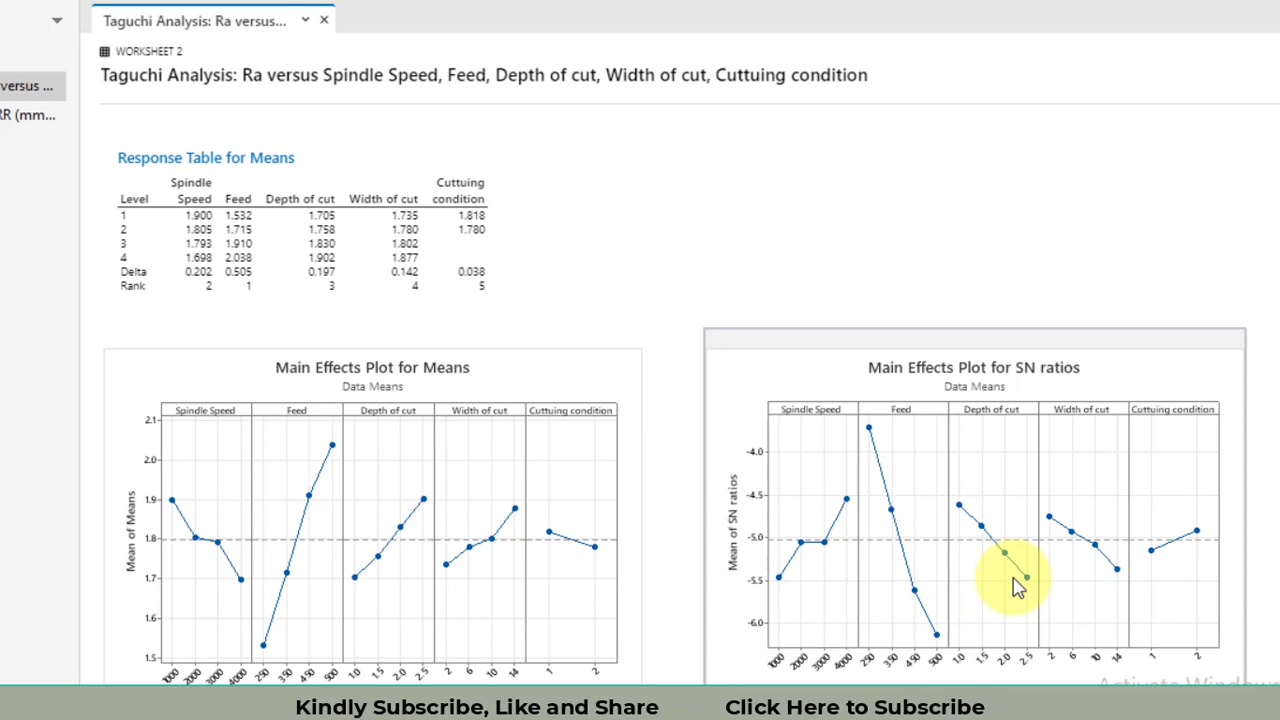 Taguchi Analysis: Ra versus...
WORKSHEET 2
versus ...
RR (mm...
Taguchi Analysis: Ra versus Spindle Speed, Feed, Depth of cut, Width of cut, Cuttuing condition
Response Table for Means
Spindle Cuttuing
Level Speed Feed Depth of cut Width of cut condition
1 1.900 1.532 1.705 1.735 1.818
2 1.805 1.715 1.758 1.780 1.780
3 1.793 1.910 1.830 1.802
4 1.698 2.038 1.902 1.877
Delta 0.202 0.505 0.197 0.142 0.038
Rank 2 1 3 4 5
Main Effects Plot for Means
Data Means
Spindle Speed Feed Depth of cut Width of cut Cuttuing condition
2.1
2.0
1.9
1.8
1.7
1.6
1.5
Mean of Means
1000 2000 3000 4000 250 350 450 500 1.0 1.5 2.0 2.5 2 6 10 14 1 2
Main Effects Plot for SN ratios
Data Means
Spindle Speed Feed Depth of cut Width of cut Cuttuing condition
-4.0
-4.5
-5.0
-5.5
-6.0
Mean of SN ratios
1000 2000 3000 4000 250 350 450 500 1.0 1.5 2.0 2.5 2 6 10 14 1 2
Kindly Subscribe, Like and Share Click Here to Subscribe